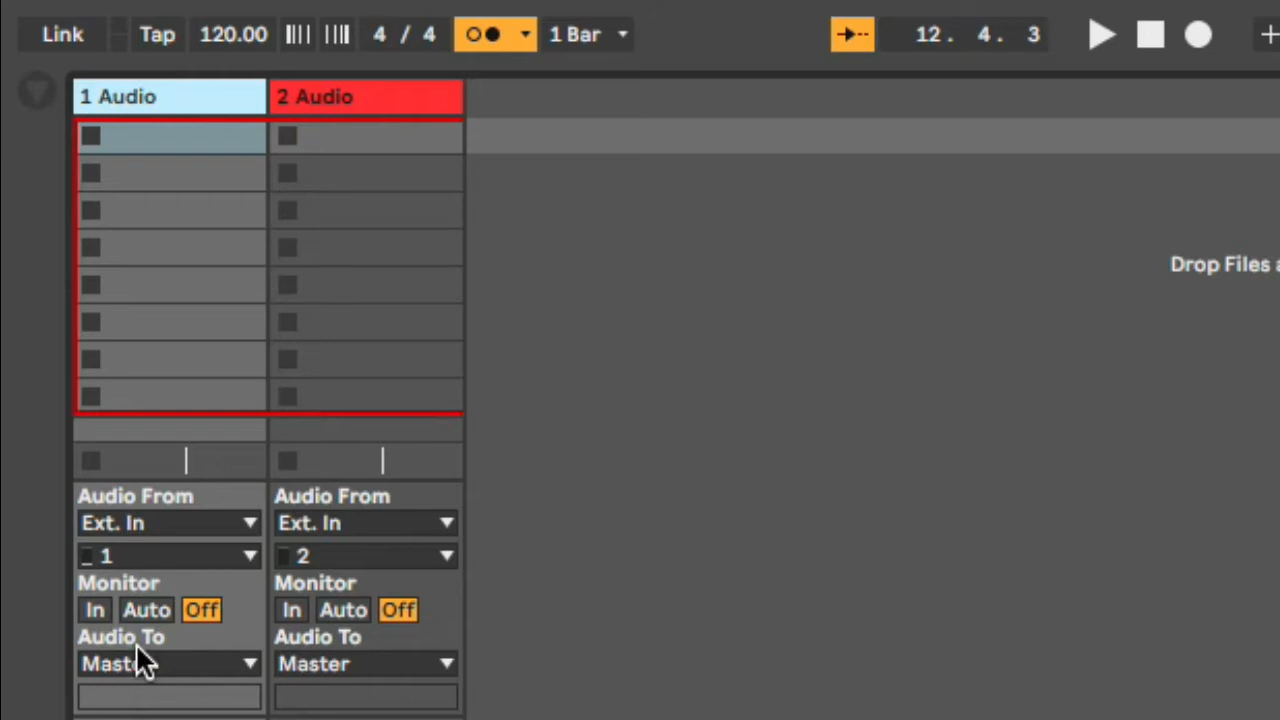 Link Tap 120.00 4 / 4 1 Bar 12. 4. 3
1 Audio 2 Audio
Drop Files
Audio From Audio From
Ext. In Ext. In
1 2
Monitor Monitor
In Auto Off In Auto Off
Audio To Audio To
Master Master